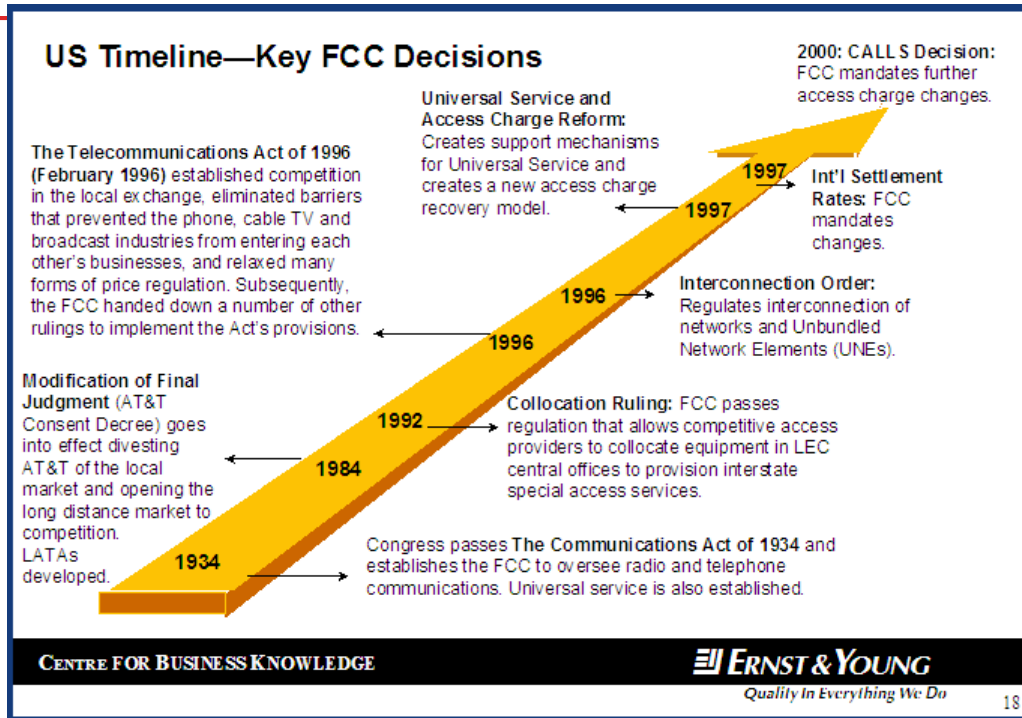 US Timeline—Key FCC Decisions
2000: CALLS Decision:
FCC mandates further
access charge changes.
Universal Service and
Access Charge Reform:
Creates support mechanisms
for Universal Service and
creates a new access charge
recovery model.
The Telecommunications Act of 1996
(February 1996) established competition
in the local exchange, eliminated barriers
that prevented the phone, cable TV and
broadcast industries from entering each
other's businesses, and relaxed many
forms of price regulation. Subsequently,
the FCC handed down a number of other
rulings to implement the Act's provisions.
1997
Int'l Settlement
Rates: FCC
mandates
changes.
1997
1996
Interconnection Order:
Regulates interconnection of
networks and Unbundled
Network Elements (UNEs).
1996
Modification of Final
Judgment (AT&T
Consent Decree) goes
into effect divesting
AT&T of the local
market and opening the
long distance market to
competition.
LATAs
developed.
1992
Collocation Ruling: FCC passes
regulation that allows competitive access
providers to collocate equipment in LEC
central offices to provision interstate
special access services.
1984
1934
Congress passes The Communications Act of 1934 and
establishes the FCC to oversee radio and telephone
communications. Universal service is also established.
CENTRE FOR BUSINESS KNOWLEDGE
ERNST & YOUNG
Quality In Everything We Do
18